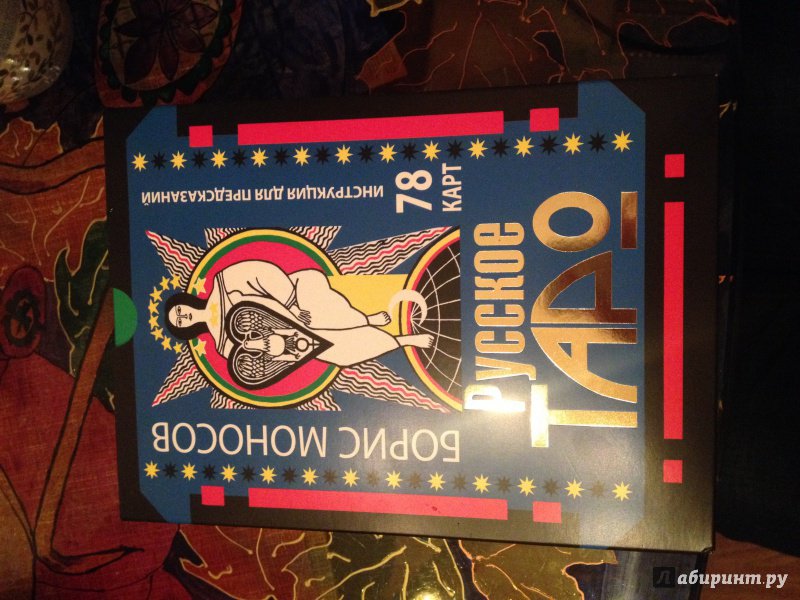 БОРИС МОНОСОВ
ИНСТРУКЦИЯ ДЛЯ ПРЕДСКАЗАНИЙ
78
КАРТ
Русское
ТАРО
Лабиринт.ру